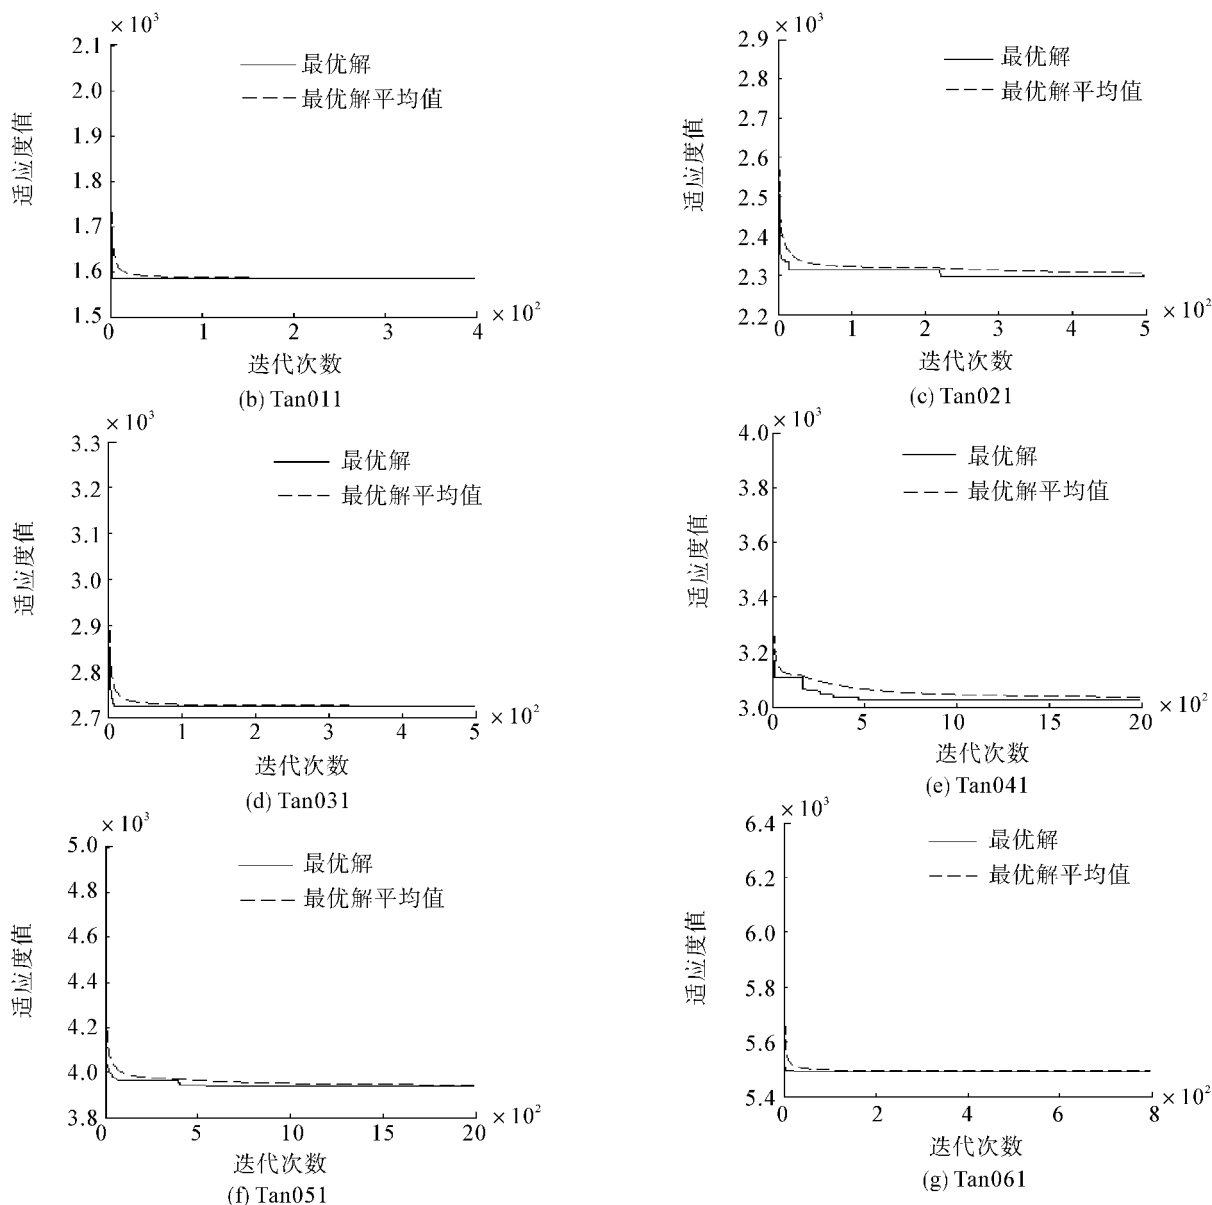 ×10³
2.1
2.0
1.9
1.8
1.7
1.6
1.5
适应度值
最优解
最优解平均值
0 1 2 3 4 ×10²
迭代次数
(b) Tan011
×10³
2.9
2.8
2.7
2.6
2.5
2.4
2.3
2.2
适应度值
最优解
最优解平均值
0 1 2 3 4 5 ×10²
迭代次数
(c) Tan021
×10³
3.3
3.2
3.1
3.0
2.9
2.8
2.7
适应度值
最优解
最优解平均值
0 1 2 3 4 5 ×10²
迭代次数
(d) Tan031
×10³
4.0
3.8
3.6
3.4
3.2
3.0
适应度值
最优解
最优解平均值
0 5 10 15 20 ×10²
迭代次数
(e) Tan041
×10³
5.0
4.8
4.6
4.4
4.2
4.0
3.8
适应度值
最优解
最优解平均值
0 5 10 15 20 ×10²
迭代次数
(f) Tan051
×10³
6.4
6.2
6.0
5.8
5.6
5.4
适应度值
最优解
最优解平均值
0 2 4 6 8 ×10²
迭代次数
(g) Tan061